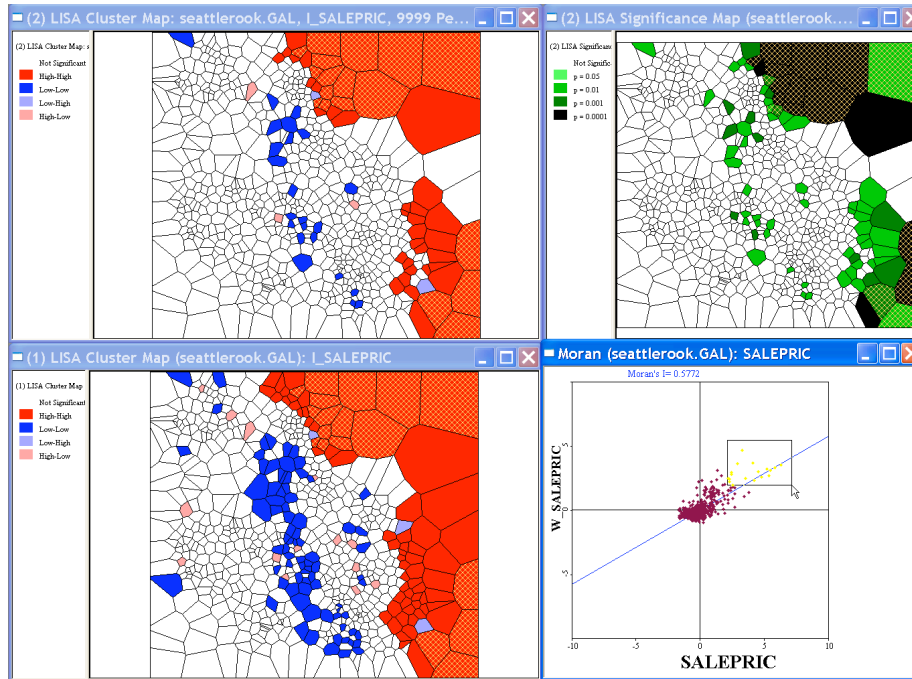 (2) LISA Cluster Map: seattlerook.GAL, I_SALEPRIC, 9999 Pe...
(2) LISA Cluster Map: s
Not Significant
High-High
Low-Low
Low-High
High-Low
(2) LISA Significance Map (seattlerook....
(2) LISA Significanc
Not Signific
p = 0.05
p = 0.01
p = 0.001
p = 0.0001
(1) LISA Cluster Map (seattlerook.GAL): I_SALEPRIC
(1) LISA Cluster Map
Not Significant
High-High
Low-Low
Low-High
High-Low
Moran (seattlerook.GAL): SALEPRIC
Moran's I= 0.5772
W SALEPRIC
5
0
-5
-10
-5
0
5
10
SALEPRIC